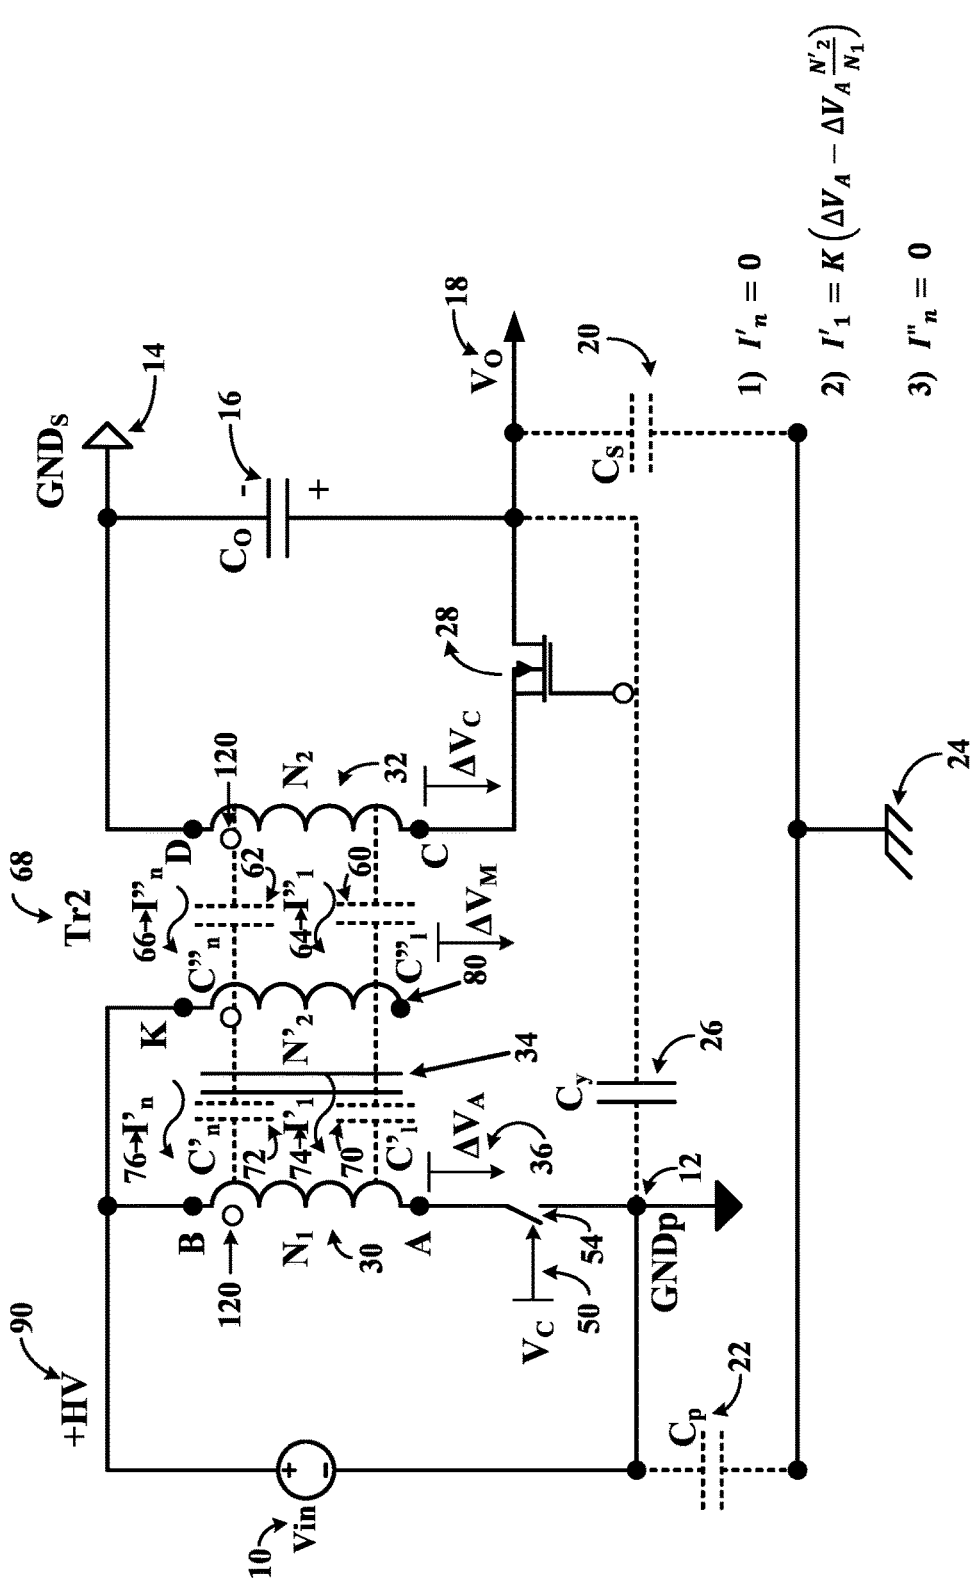 68
Tr2
90
+HV
GNDs
14
10
Vin
+
-
76→I'n
C'n
72
74→I'1
70
C'1
66→I''n
C''n
62
64→I''1
60
C''1
K
B
D
120
120
N1
30
N'2
N2
32
A
C
80
34
ΔVA
36
ΔVM
ΔVC
VC
50
54
12
GNDp
Cy
26
28
CO
16
-
+
VO
18
Cp
22
Cs
20
24
1) I'n = 0
2) I'1 = K(ΔVA − ΔVA N'2/N1)
3) I"n = 0